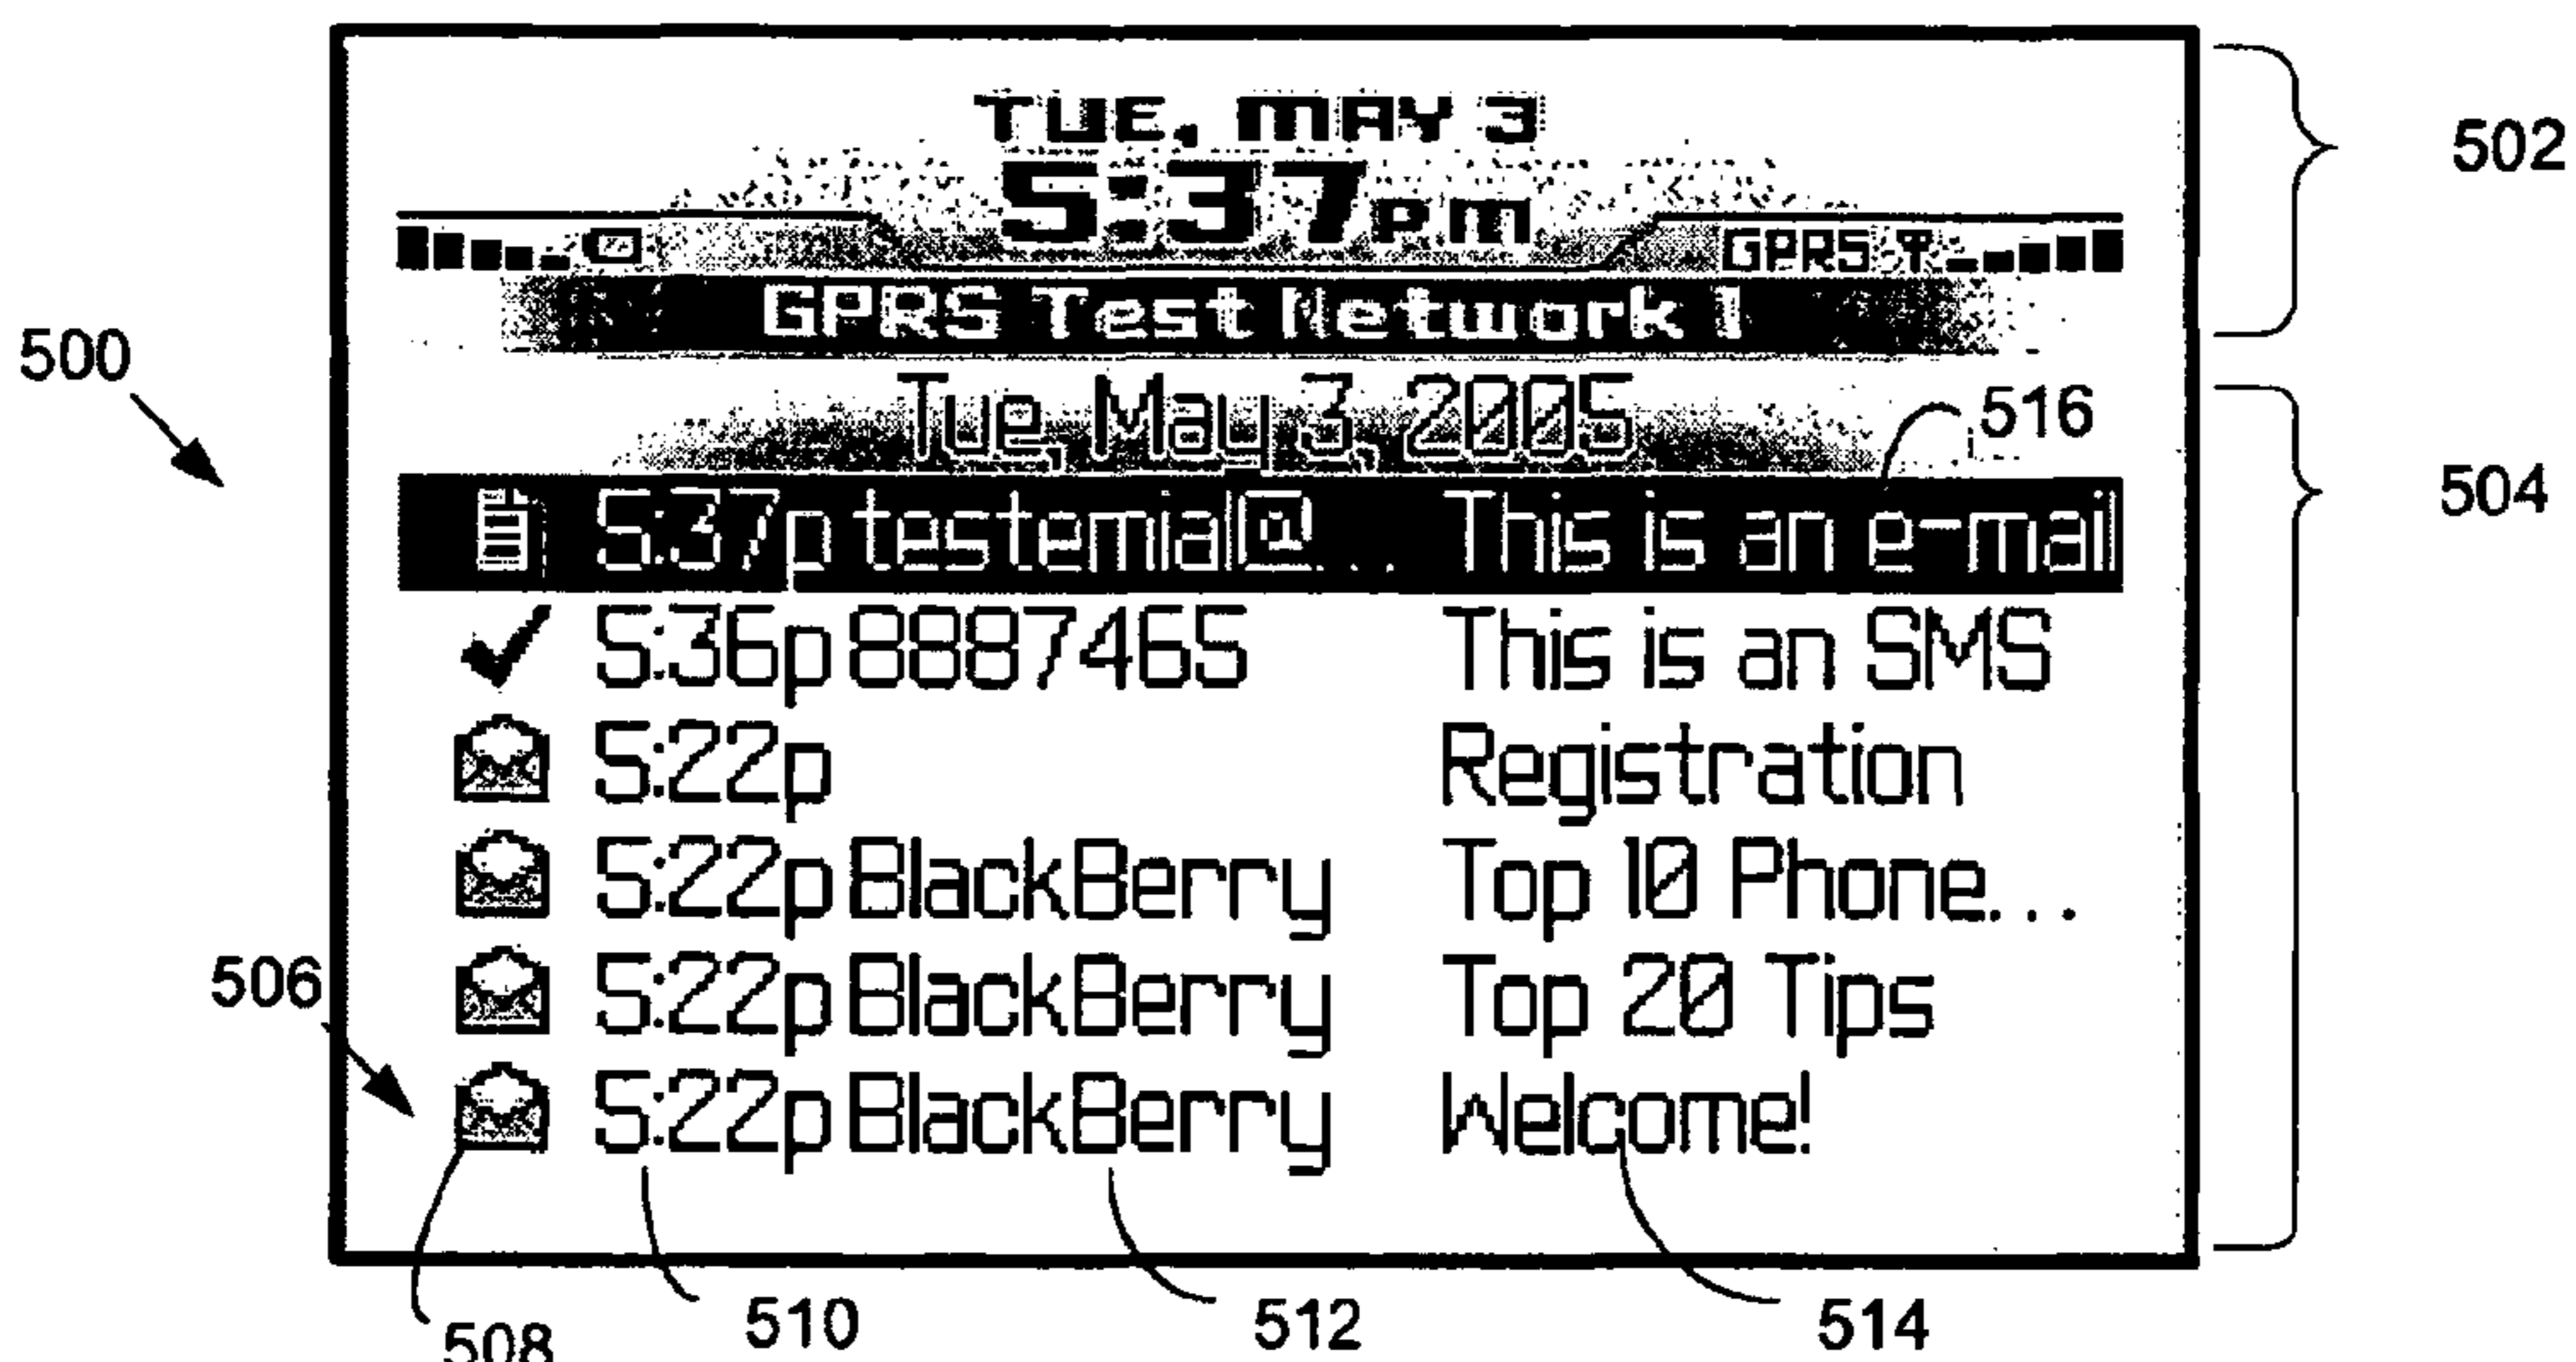 TUE, MAY 3
5:37pm
GPRS
GPRS Test Network 1
502
500
Tue, May 3, 2005
516
5:37p testemial@... This is an e-mail
504
5:36p 8887465 This is an SMS
5:22p Registration
5:22p BlackBerry Top 10 Phone...
506
5:22p BlackBerry Top 20 Tips
5:22p BlackBerry Welcome!
508
510
512
514